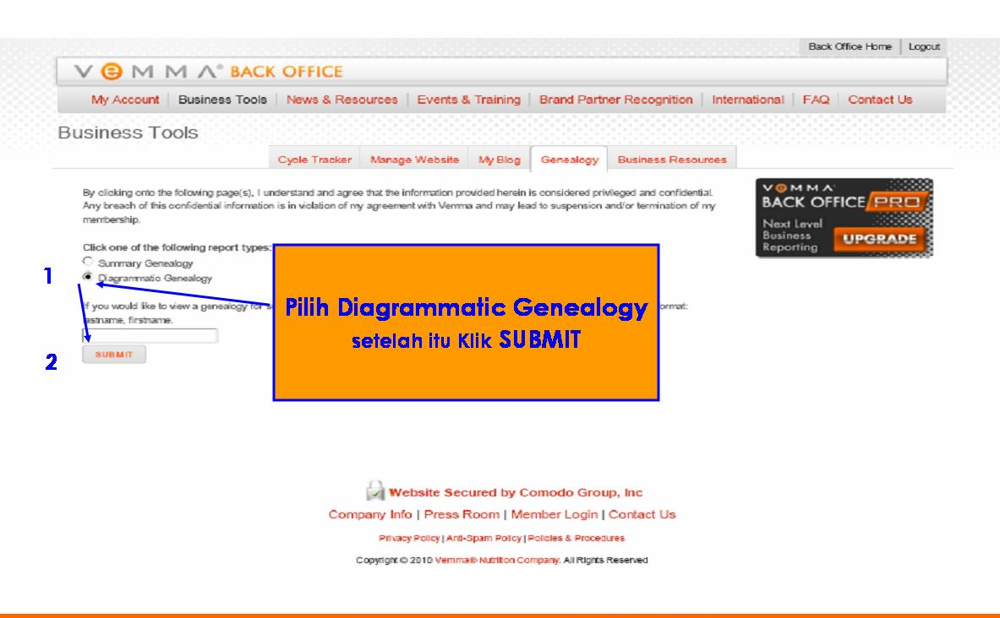 Back Office Home | Logout
VEMMA® BACK OFFICE
My Account | Business Tools | News & Resources | Events & Training | Brand Partner Recognition | International | FAQ | Contact Us
Business Tools
Cycle Tracker | Manage Website | My Blog | Genealogy | Business Resources
By clicking onto the following page(s), I understand and agree that the information provided herein is considered privileged and confidential.
Any breach of this confidential information is in violation of my agreement with Vemma and may lead to suspension and/or termination of my
membership.
VEMMA
BACK OFFICE PRO
Next Level
Business
Reporting
UPGRADE
Click one of the following report types:
Summary Genealogy
1
Diagrammatic Genealogy
If you would like to view a genealogy for
format:
lastname, firstname.
Pilih Diagrammatic Genealogy
setelah itu Klik SUBMIT
2
SUBMIT
Website Secured by Comodo Group, Inc
Company Info | Press Room | Member Login | Contact Us
Privacy Policy | Anti-Spam Policy | Policies & Procedures
Copyright © 2010 Vemma® Nutrition Company. All Rights Reserved